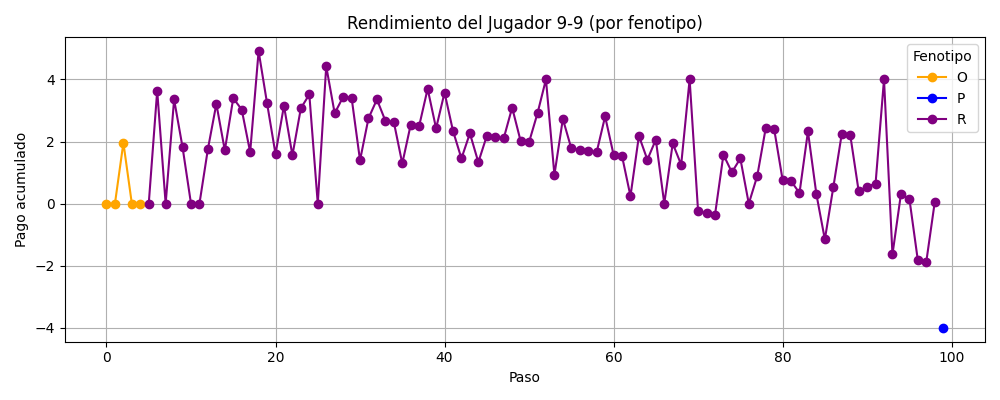 Rendimiento del Jugador 9-9 (por fenotipo)
Pago acumulado
4
2
0
−2
−4
Fenotipo
O
P
R
0 20 40 60 80 100
Paso